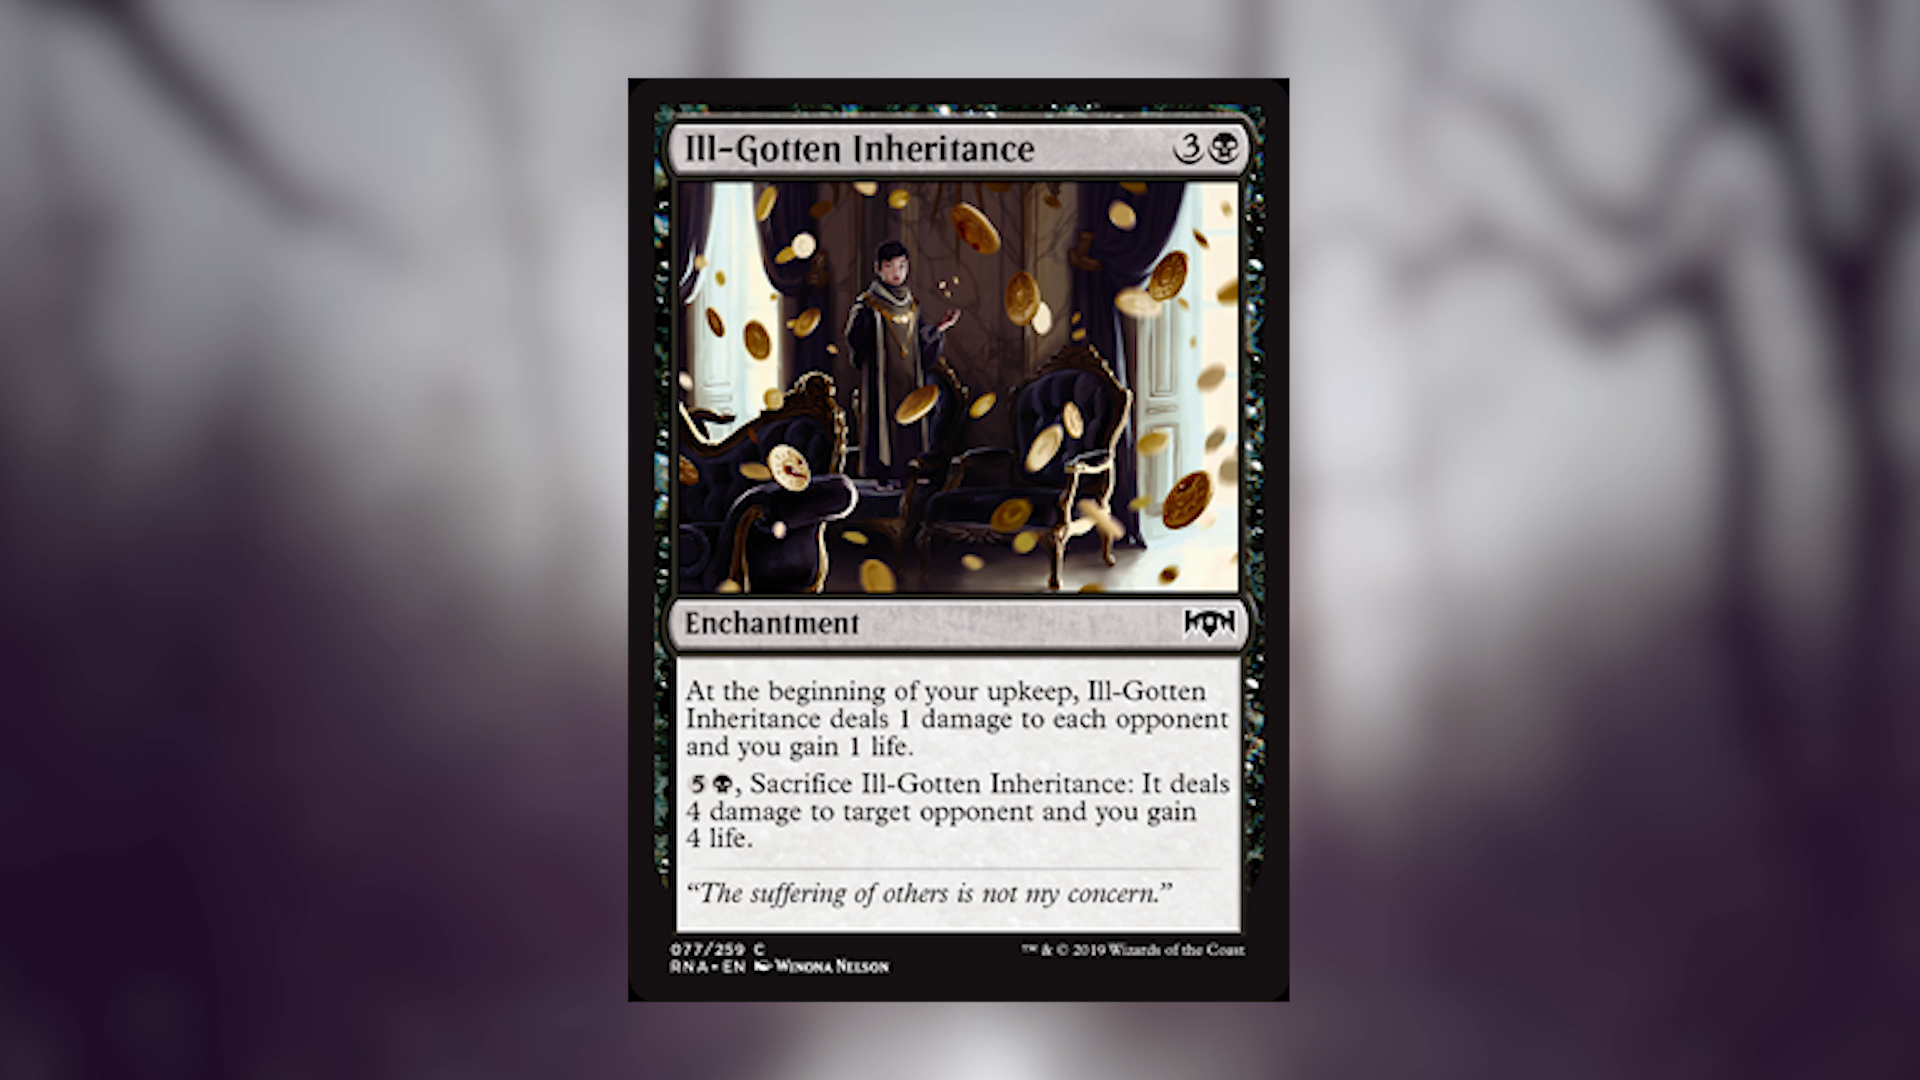 Ill-Gotten Inheritance 3
Enchantment
At the beginning of your upkeep, Ill-Gotten
Inheritance deals 1 damage to each opponent
and you gain 1 life.
5 , Sacrifice Ill-Gotten Inheritance: It deals
4 damage to target opponent and you gain
4 life.
“The suffering of others is not my concern.”
077/259 C
RNA • EN Winona Nelson
™ & © 2019 Wizards of the Coast